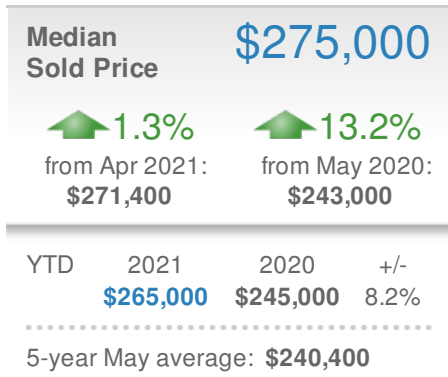 Median $275,000
Sold Price
1.3% 13.2%
from Apr 2021: from May 2020:
$271,400 $243,000
YTD 2021 2020 +/-
$265,000 $245,000 8.2%
5-year May average: $240,400